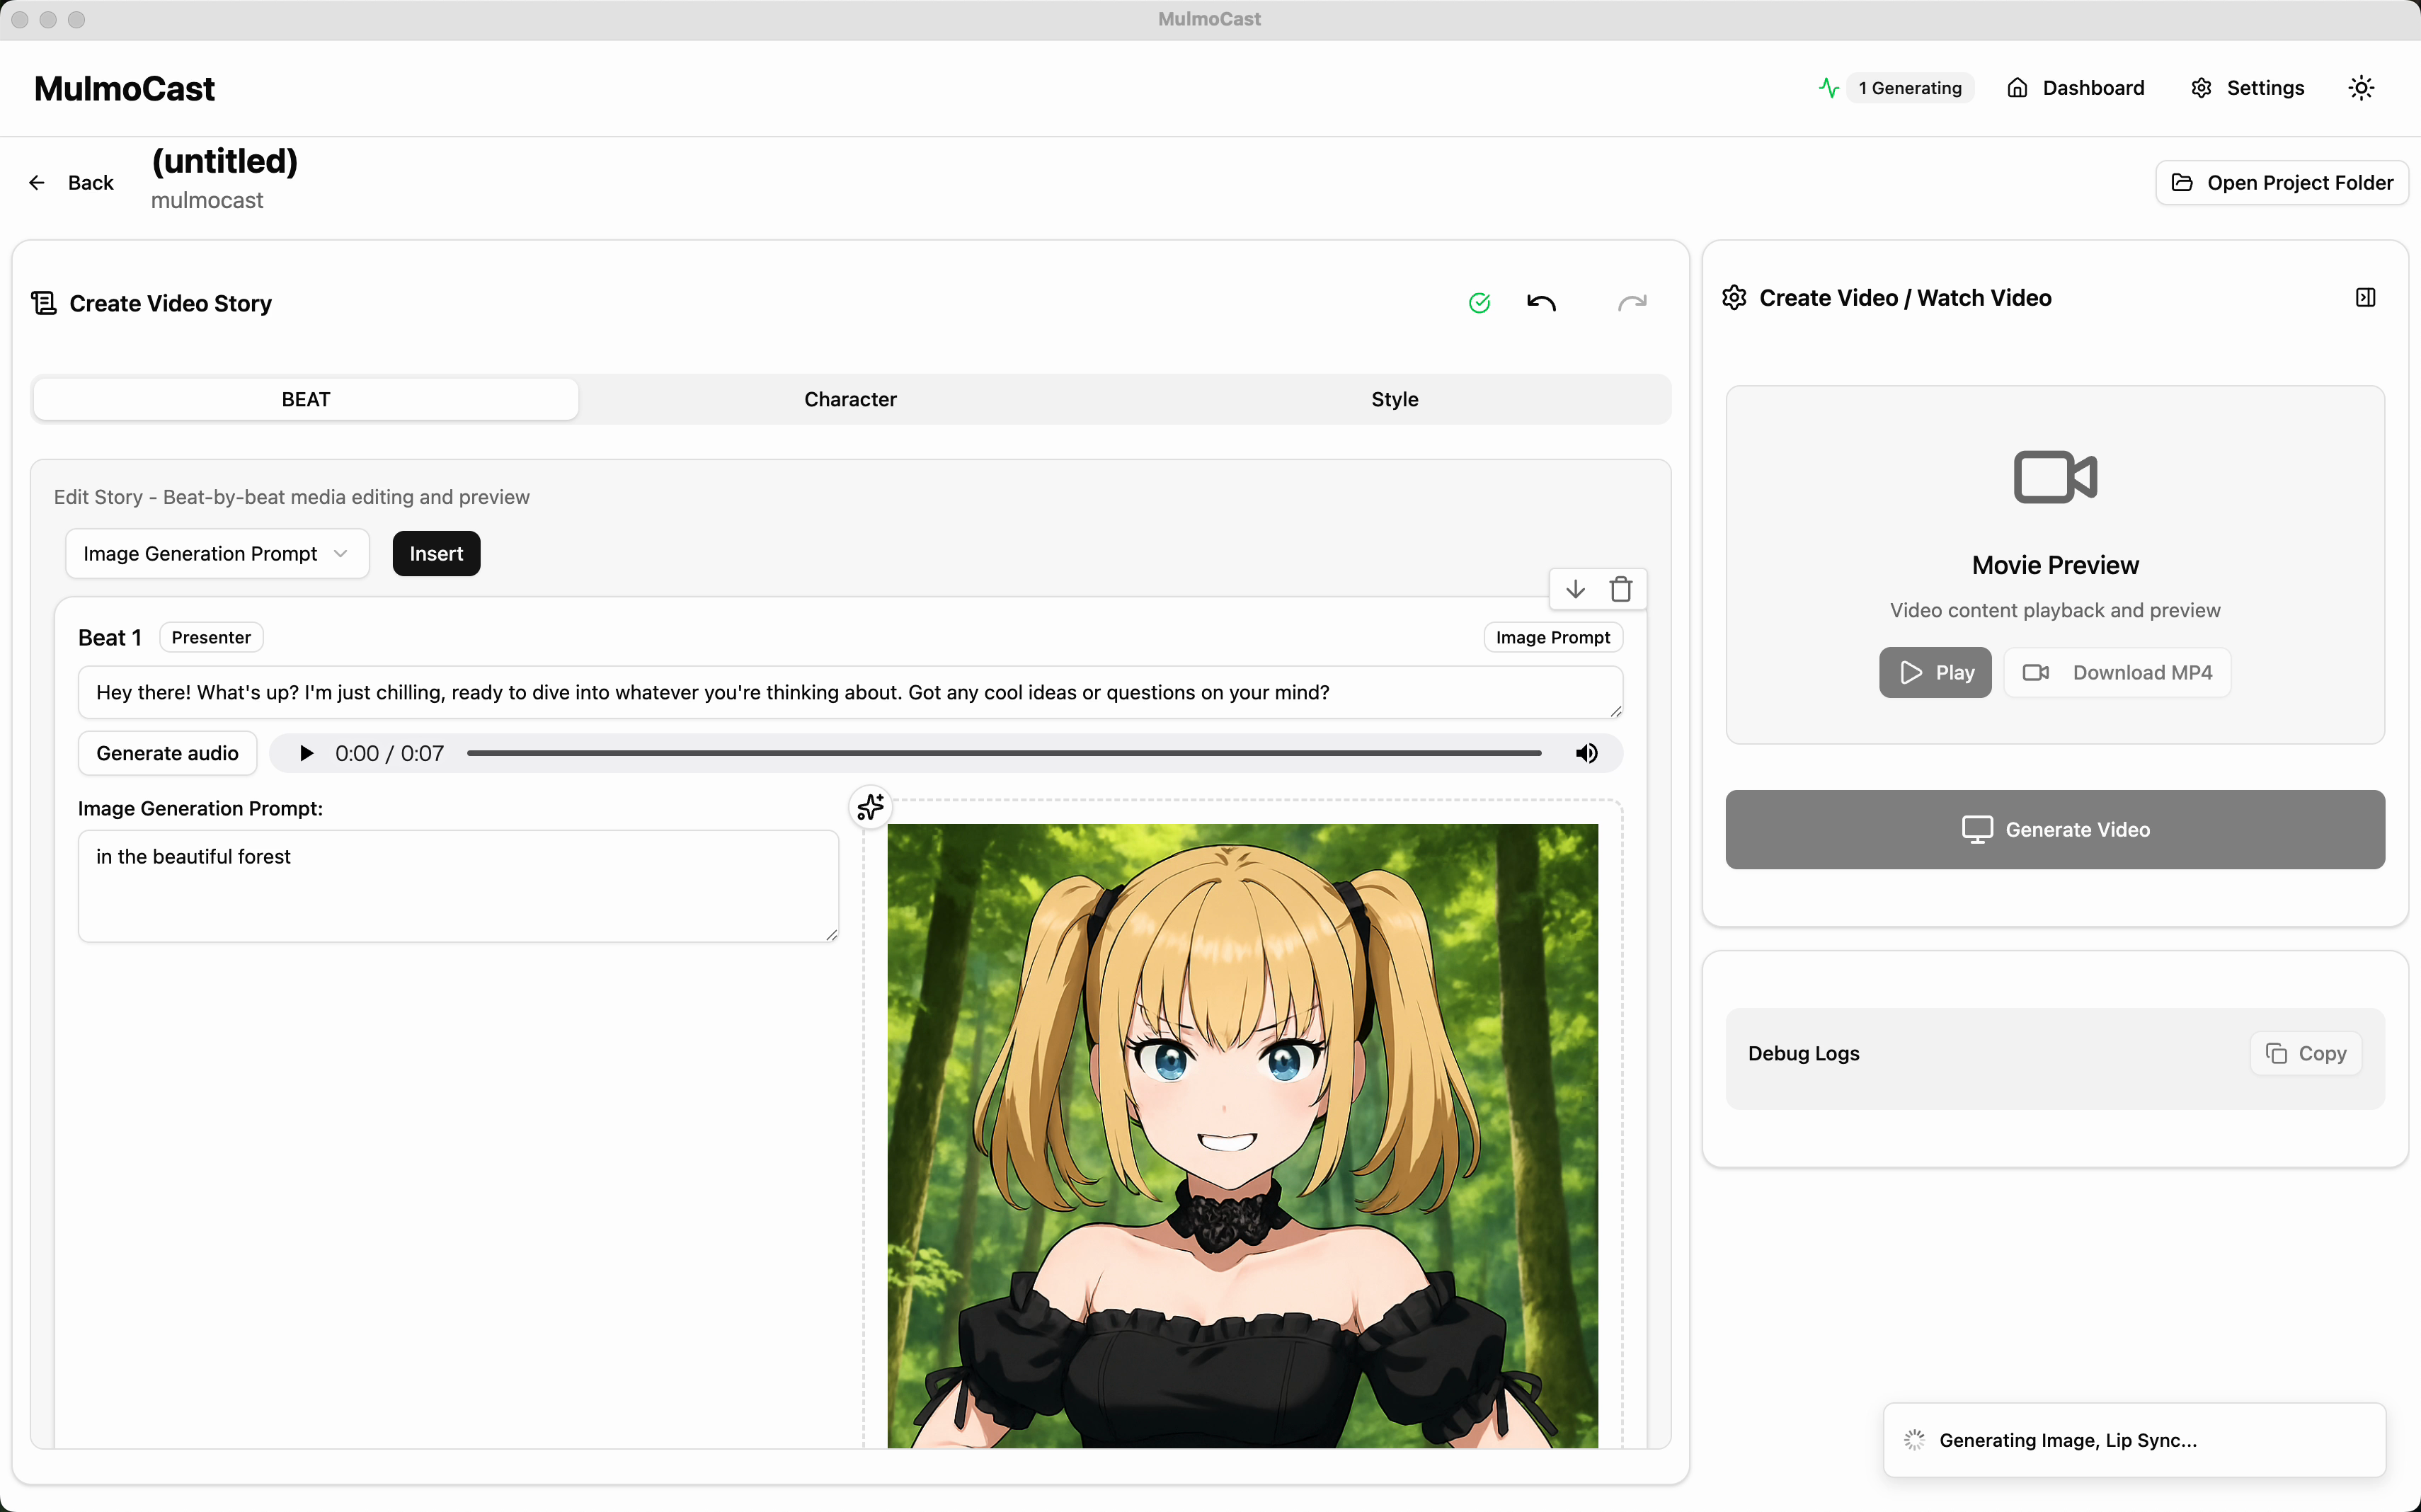 MulmoCast
MulmoCast
1 Generating
Dashboard
Settings
Back
(untitled)
mulmocast
Open Project Folder
Create Video Story
BEAT
Character
Style
Edit Story - Beat-by-beat media editing and preview
Image Generation Prompt
Insert
Beat 1
Presenter
Image Prompt
Hey there! What's up? I'm just chilling, ready to dive into whatever you're thinking about. Got any cool ideas or questions on your mind?
Generate audio
0:00 / 0:07
Image Generation Prompt:
in the beautiful forest
Create Video / Watch Video
Movie Preview
Video content playback and preview
Play
Download MP4
Generate Video
Debug Logs
Copy
Generating Image, Lip Sync...